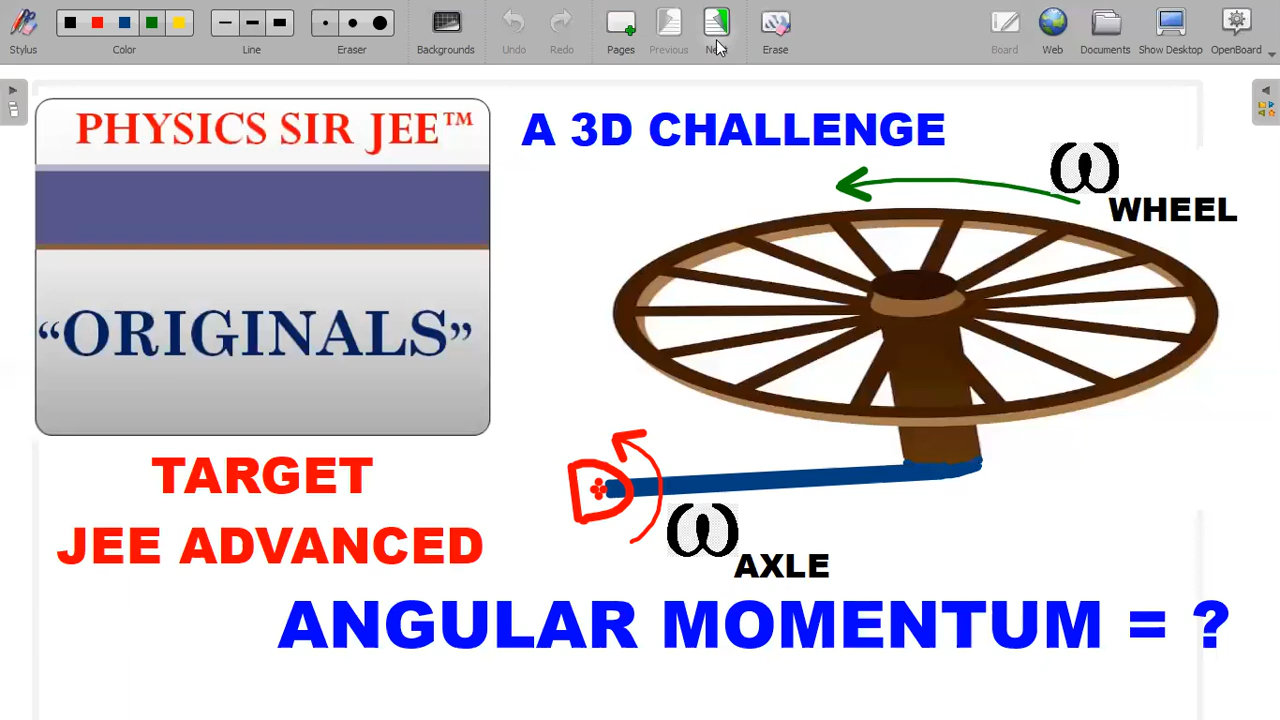 Stylus
Color
Line
Eraser
Backgrounds
Undo
Redo
Pages
Previous
Erase
Board
Web
Documents
Show Desktop
OpenBoard
PHYSICS SIR JEE™
“ORIGINALS”
TARGET
JEE ADVANCED
A 3D CHALLENGE
ω WHEEL
ω AXLE
ANGULAR MOMENTUM = ?